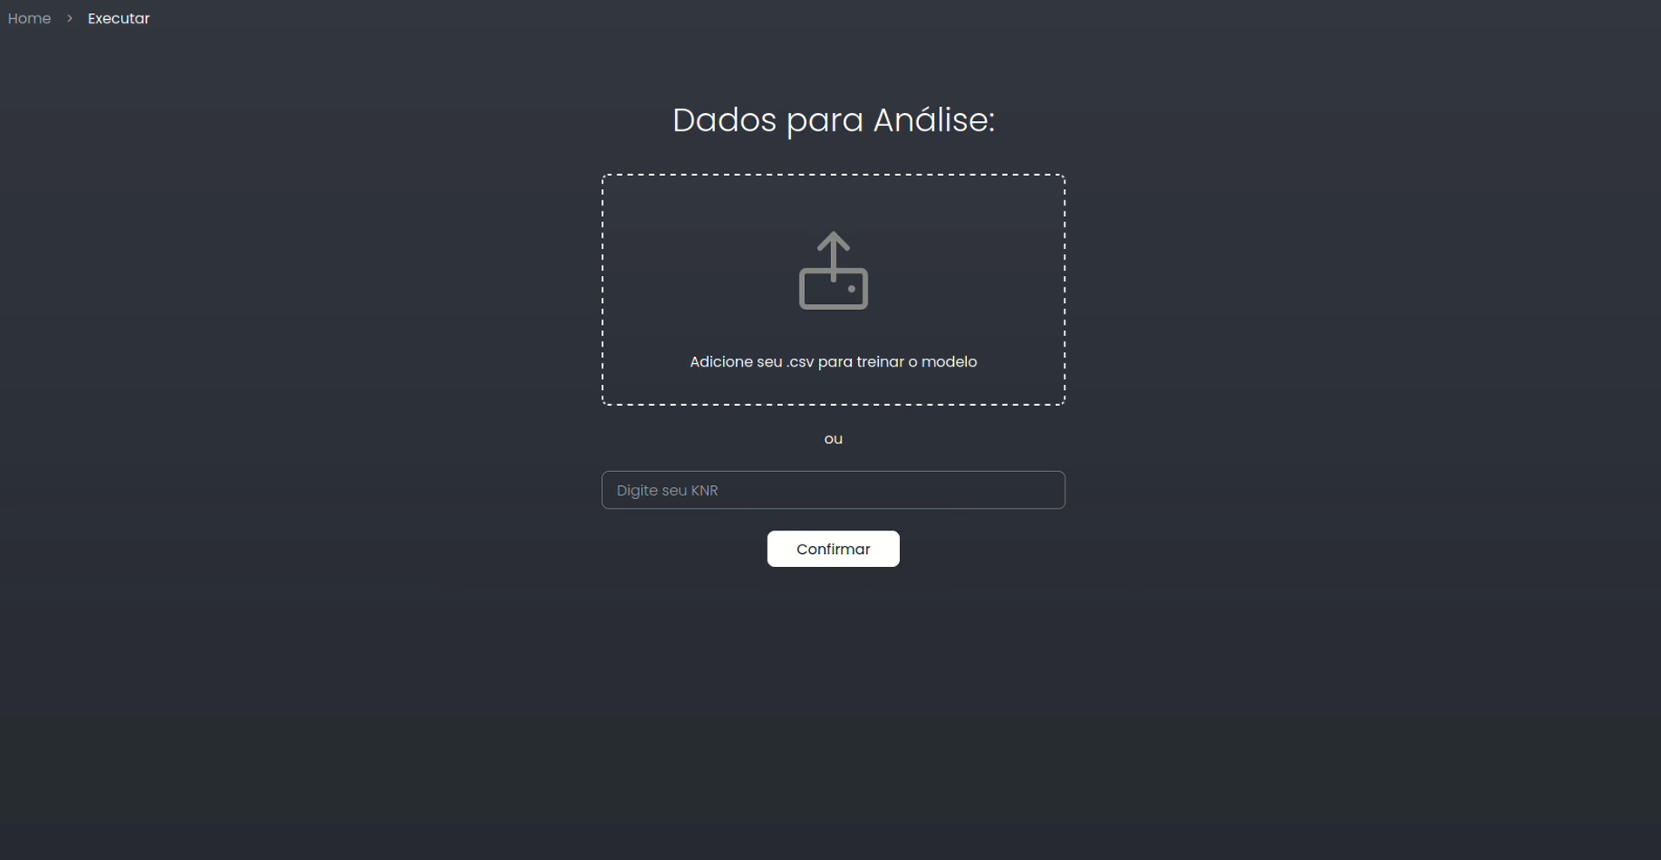 Home > Executar
Dados para Análise:
Adicione seu .csv para treinar o modelo
ou
Digite seu KNR
Confirmar